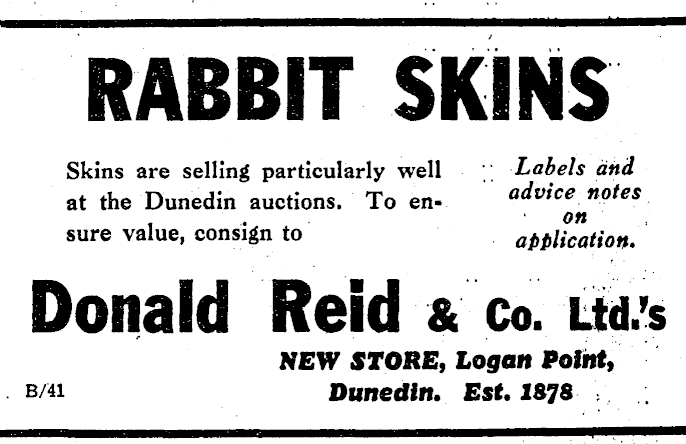 RABBIT SKINS
Skins are selling particularly well
at the Dunedin auctions. To en-
sure value, consign to
Labels and
advice notes
on
application.
Donald Reid & Co. Ltd.'s
NEW STORE, Logan Point,
Dunedin. Est. 1878
B/41